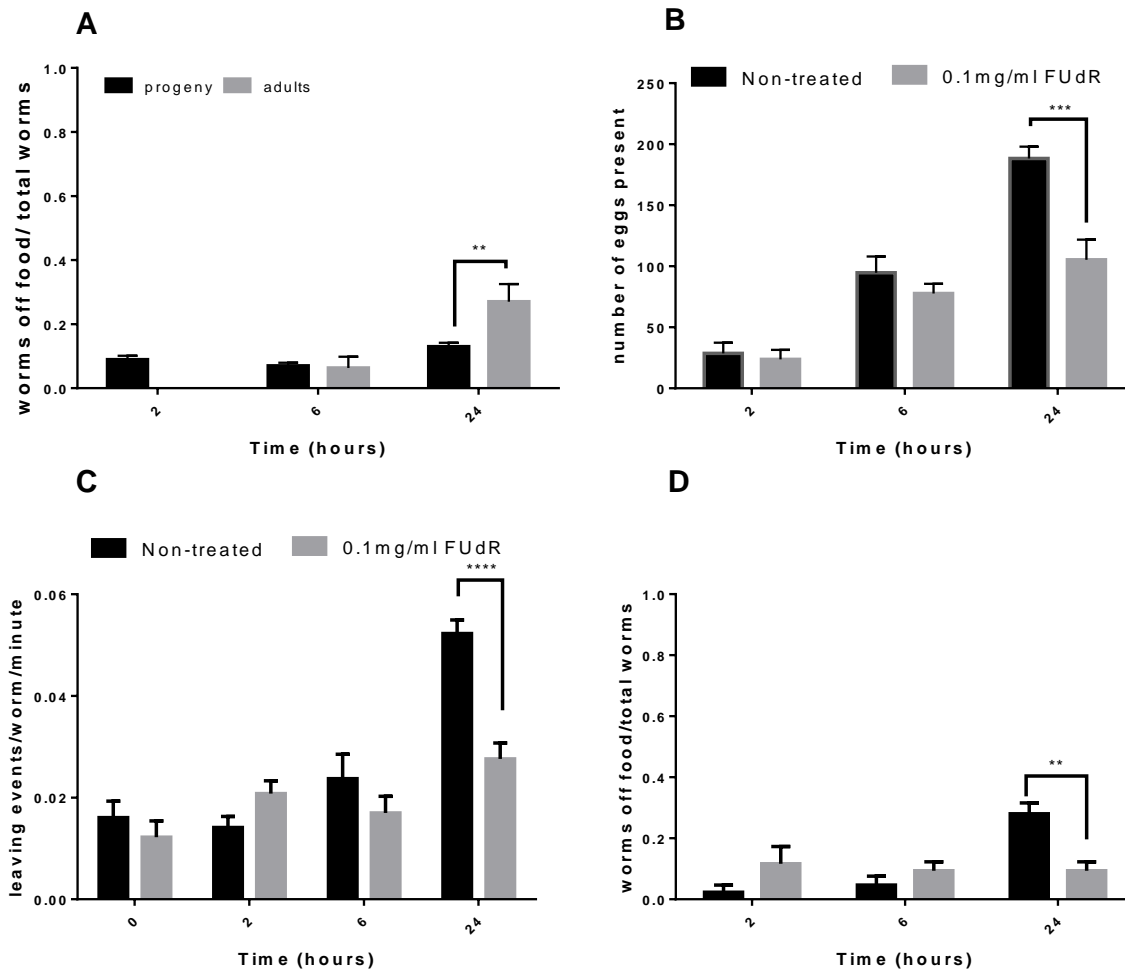 A
worms off food/ total worms
1.0
0.8
0.6
0.4
0.2
0.0
progeny adults
**
2 6 24
Time (hours)
B
Non-treated 0.1mg/ml FUdR
number of eggs present
250
200
150
100
50
0
***
2 6 24
Time (hours)
C
Non-treated 0.1mg/ml FUdR
leaving events/worm/minute
0.06
0.04
0.02
0.00
****
0 2 6 24
Time (hours)
D
worms off food/total worms
1.0
0.8
0.6
0.4
0.2
0.0
**
2 6 24
Time (hours)